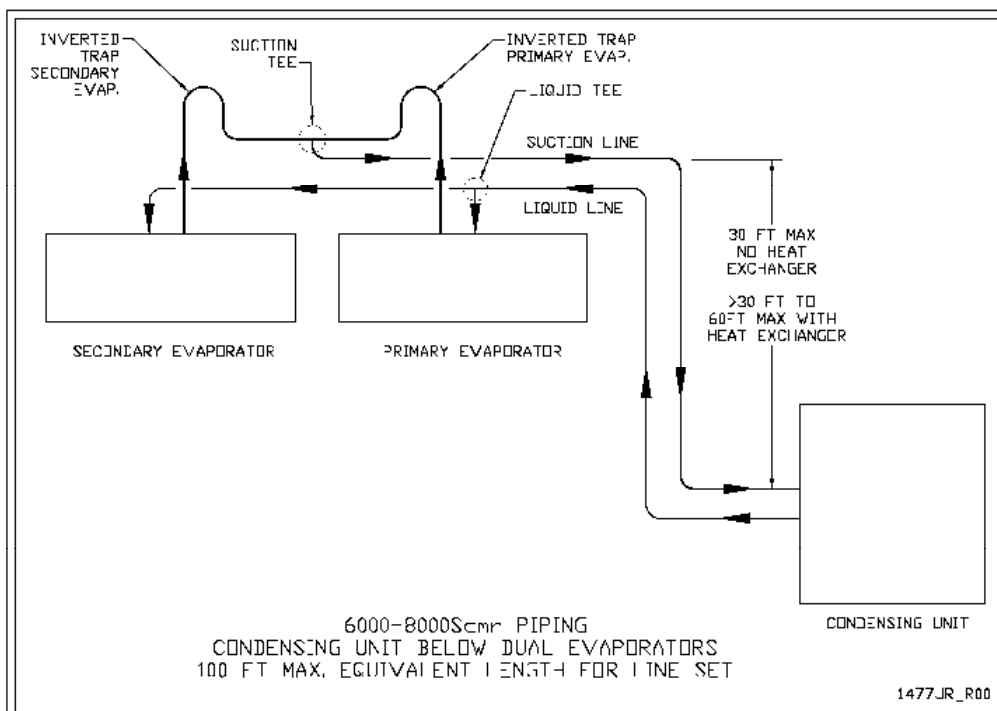 INVERTED
TRAP
SECONDARY
EVAP.
SUCTION
TEE
INVERTED TRAP
PRIMARY EVAP.
LIQUID TEE
SUCTION LINE
LIQUID LINE
30 FT MAX
NO HEAT
EXCHANGER
>30 FT TO
60FT MAX WITH
HEAT EXCHANGER
SECONDARY EVAPORATOR
PRIMARY EVAPORATOR
CONDENSING UNIT
6000-8000Scmr PIPING
CONDENSING UNIT BELOW DUAL EVAPORATORS
100 FT MAX. EQUIVALENT LENGTH FOR LINE SET
1477JR_R00